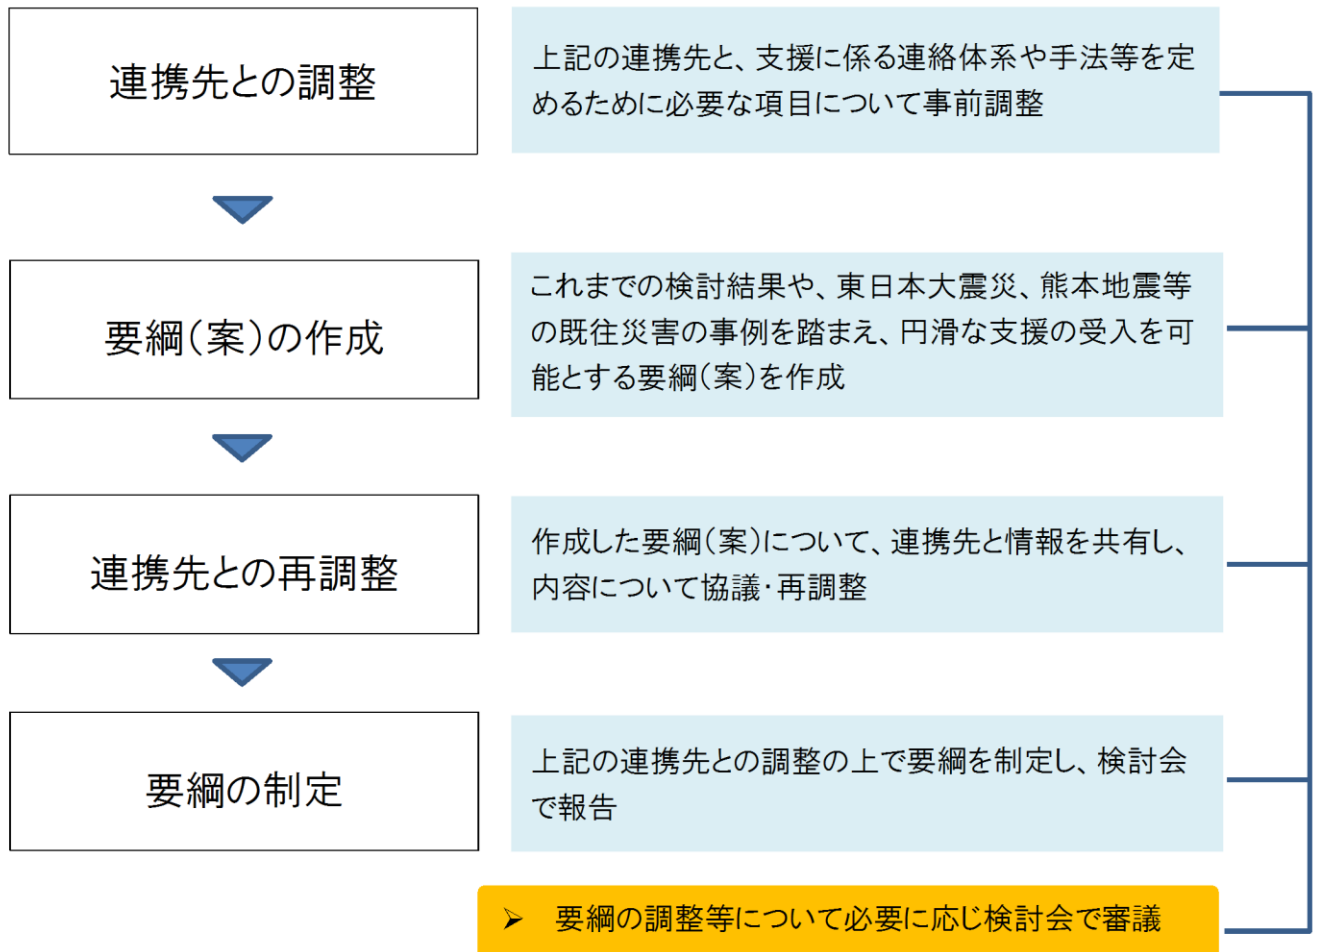 連携先との調整
上記の連携先と、支援に係る連絡体系や手法等を定
めるために必要な項目について事前調整
要綱（案）の作成
これまでの検討結果や、東日本大震災、熊本地震等
の既往災害の事例を踏まえ、円滑な支援の受入を可
能とする要綱（案）を作成
連携先との再調整
作成した要綱（案）について、連携先と情報を共有し、
内容について協議・再調整
要綱の制定
上記の連携先との調整の上で要綱を制定し、検討会
で報告
➢ 要綱の調整等について必要に応じ検討会で審議